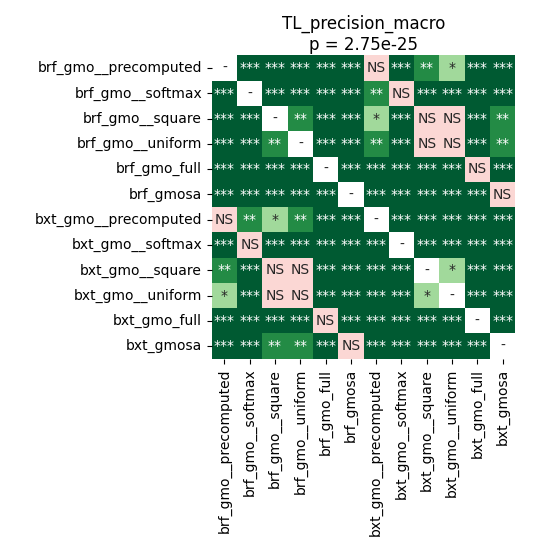 TL_precision_macro
p = 2.75e-25
brf_gmo__precomputed - *** *** *** *** *** NS *** ** * *** ***
brf_gmo__softmax *** - *** *** *** *** ** NS *** *** *** ***
brf_gmo__square *** *** - ** *** *** * *** NS NS *** **
brf_gmo__uniform *** *** ** - *** *** ** *** NS NS *** **
brf_gmo_full *** *** *** *** - *** *** *** *** *** NS ***
brf_gmosa *** *** *** *** *** - *** *** *** *** *** NS
bxt_gmo__precomputed NS ** * ** *** *** - *** *** *** *** ***
bxt_gmo__softmax *** NS *** *** *** *** *** - *** *** *** ***
bxt_gmo__square ** *** NS NS *** *** *** *** - * *** ***
bxt_gmo__uniform * *** NS NS *** *** *** *** * - *** ***
bxt_gmo_full *** *** *** *** NS *** *** *** *** *** - ***
bxt_gmosa *** *** ** ** *** NS *** *** *** *** *** -
brf_gmo__precomputed
brf_gmo__softmax
brf_gmo__square
brf_gmo__uniform
brf_gmo_full
brf_gmosa
bxt_gmo__precomputed
bxt_gmo__softmax
bxt_gmo__square
bxt_gmo__uniform
bxt_gmo_full
bxt_gmosa